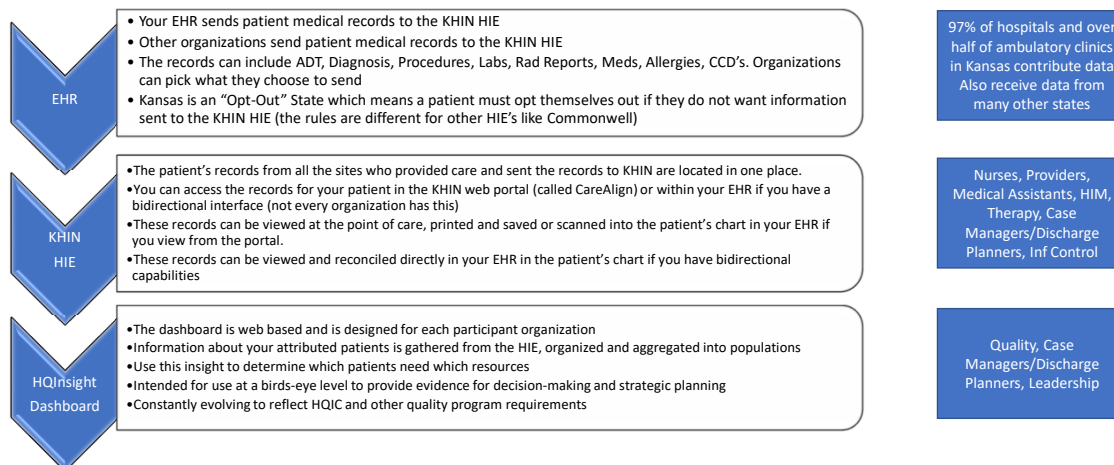 EHR
• Your EHR sends patient medical records to the KHIN HIE
• Other organizations send patient medical records to the KHIN HIE
• The records can include ADT, Diagnosis, Procedures, Labs, Rad Reports, Meds, Allergies, CCD's. Organizations
can pick what they choose to send
• Kansas is an "Opt-Out" State which means a patient must opt themselves out if they do not want information
sent to the KHIN HIE (the rules are different for other HIE's like Commonwell)
97% of hospitals and over
half of ambulatory clinics
in Kansas contribute data
Also receive data from
many other states
KHIN
HIE
•The patient's records from all the sites who provided care and sent the records to KHIN are located in one place.
•You can access the records for your patient in the KHIN web portal (called CareAlign) or within your EHR if you have a
bidirectional interface (not every organization has this)
•These records can be viewed at the point of care, printed and saved or scanned into the patient's chart in your EHR if
you view from the portal.
•These records can be viewed and reconciled directly in your EHR in the patient's chart if you have bidirectional
capabilities
Nurses, Providers,
Medical Assistants, HIM,
Therapy, Case
Managers/Discharge
Planners, Inf Control
HQInsight
Dashboard
•The dashboard is web based and is designed for each participant organization
•Information about your attributed patients is gathered from the HIE, organized and aggregated into populations
•Use this insight to determine which patients need which resources
•Intended for use at a birds-eye level to provide evidence for decision-making and strategic planning
•Constantly evolving to reflect HQIC and other quality program requirements
Quality, Case
Managers/Discharge
Planners, Leadership